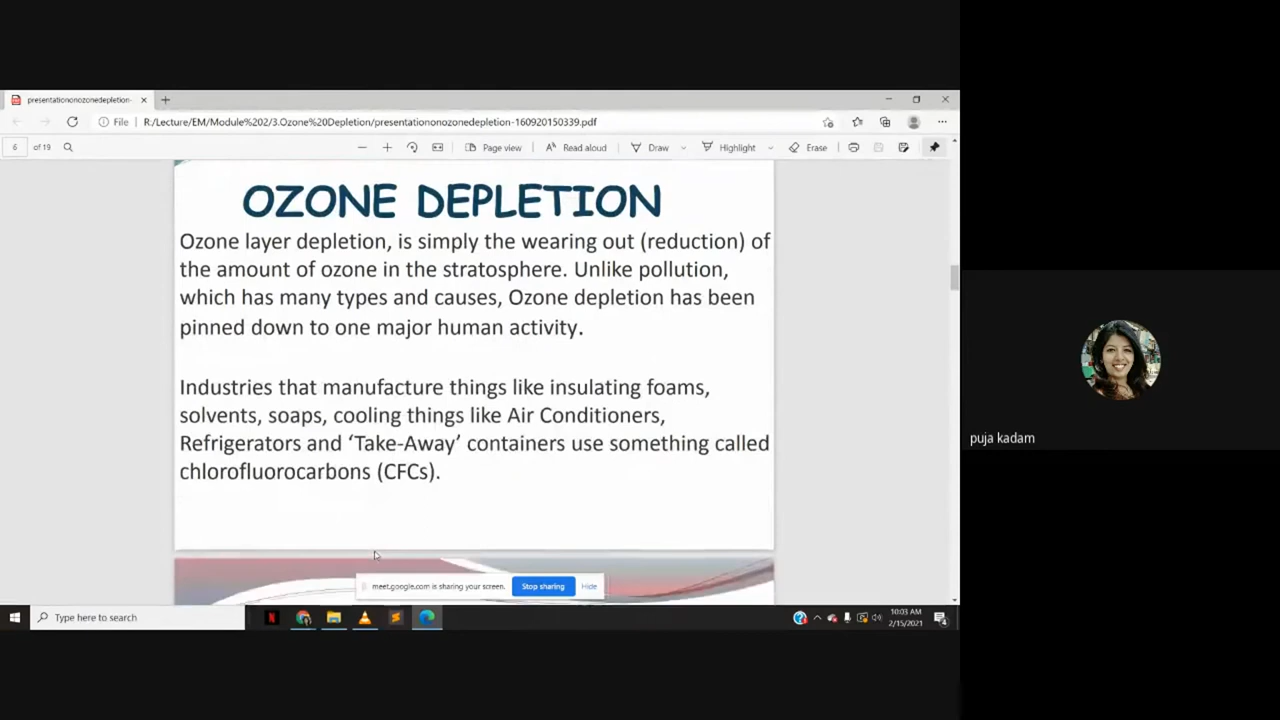 presentationonozonedepletion-
File
R:/Lecture/EM/Module%202/3.Ozone%20Depletion/presentationonozonedepletion-160920150339.pdf
6 of 19
Page view
Read aloud
Draw
Highlight
Erase
OZONE DEPLETION
Ozone layer depletion, is simply the wearing out (reduction) of
the amount of ozone in the stratosphere. Unlike pollution,
which has many types and causes, Ozone depletion has been
pinned down to one major human activity.
Industries that manufacture things like insulating foams,
solvents, soaps, cooling things like Air Conditioners,
Refrigerators and ‘Take-Away’ containers use something called
chlorofluorocarbons (CFCs).
puja kadam
meet.google.com is sharing your screen.
Stop sharing
Hide
Type here to search
10:03 AM
2/15/2021